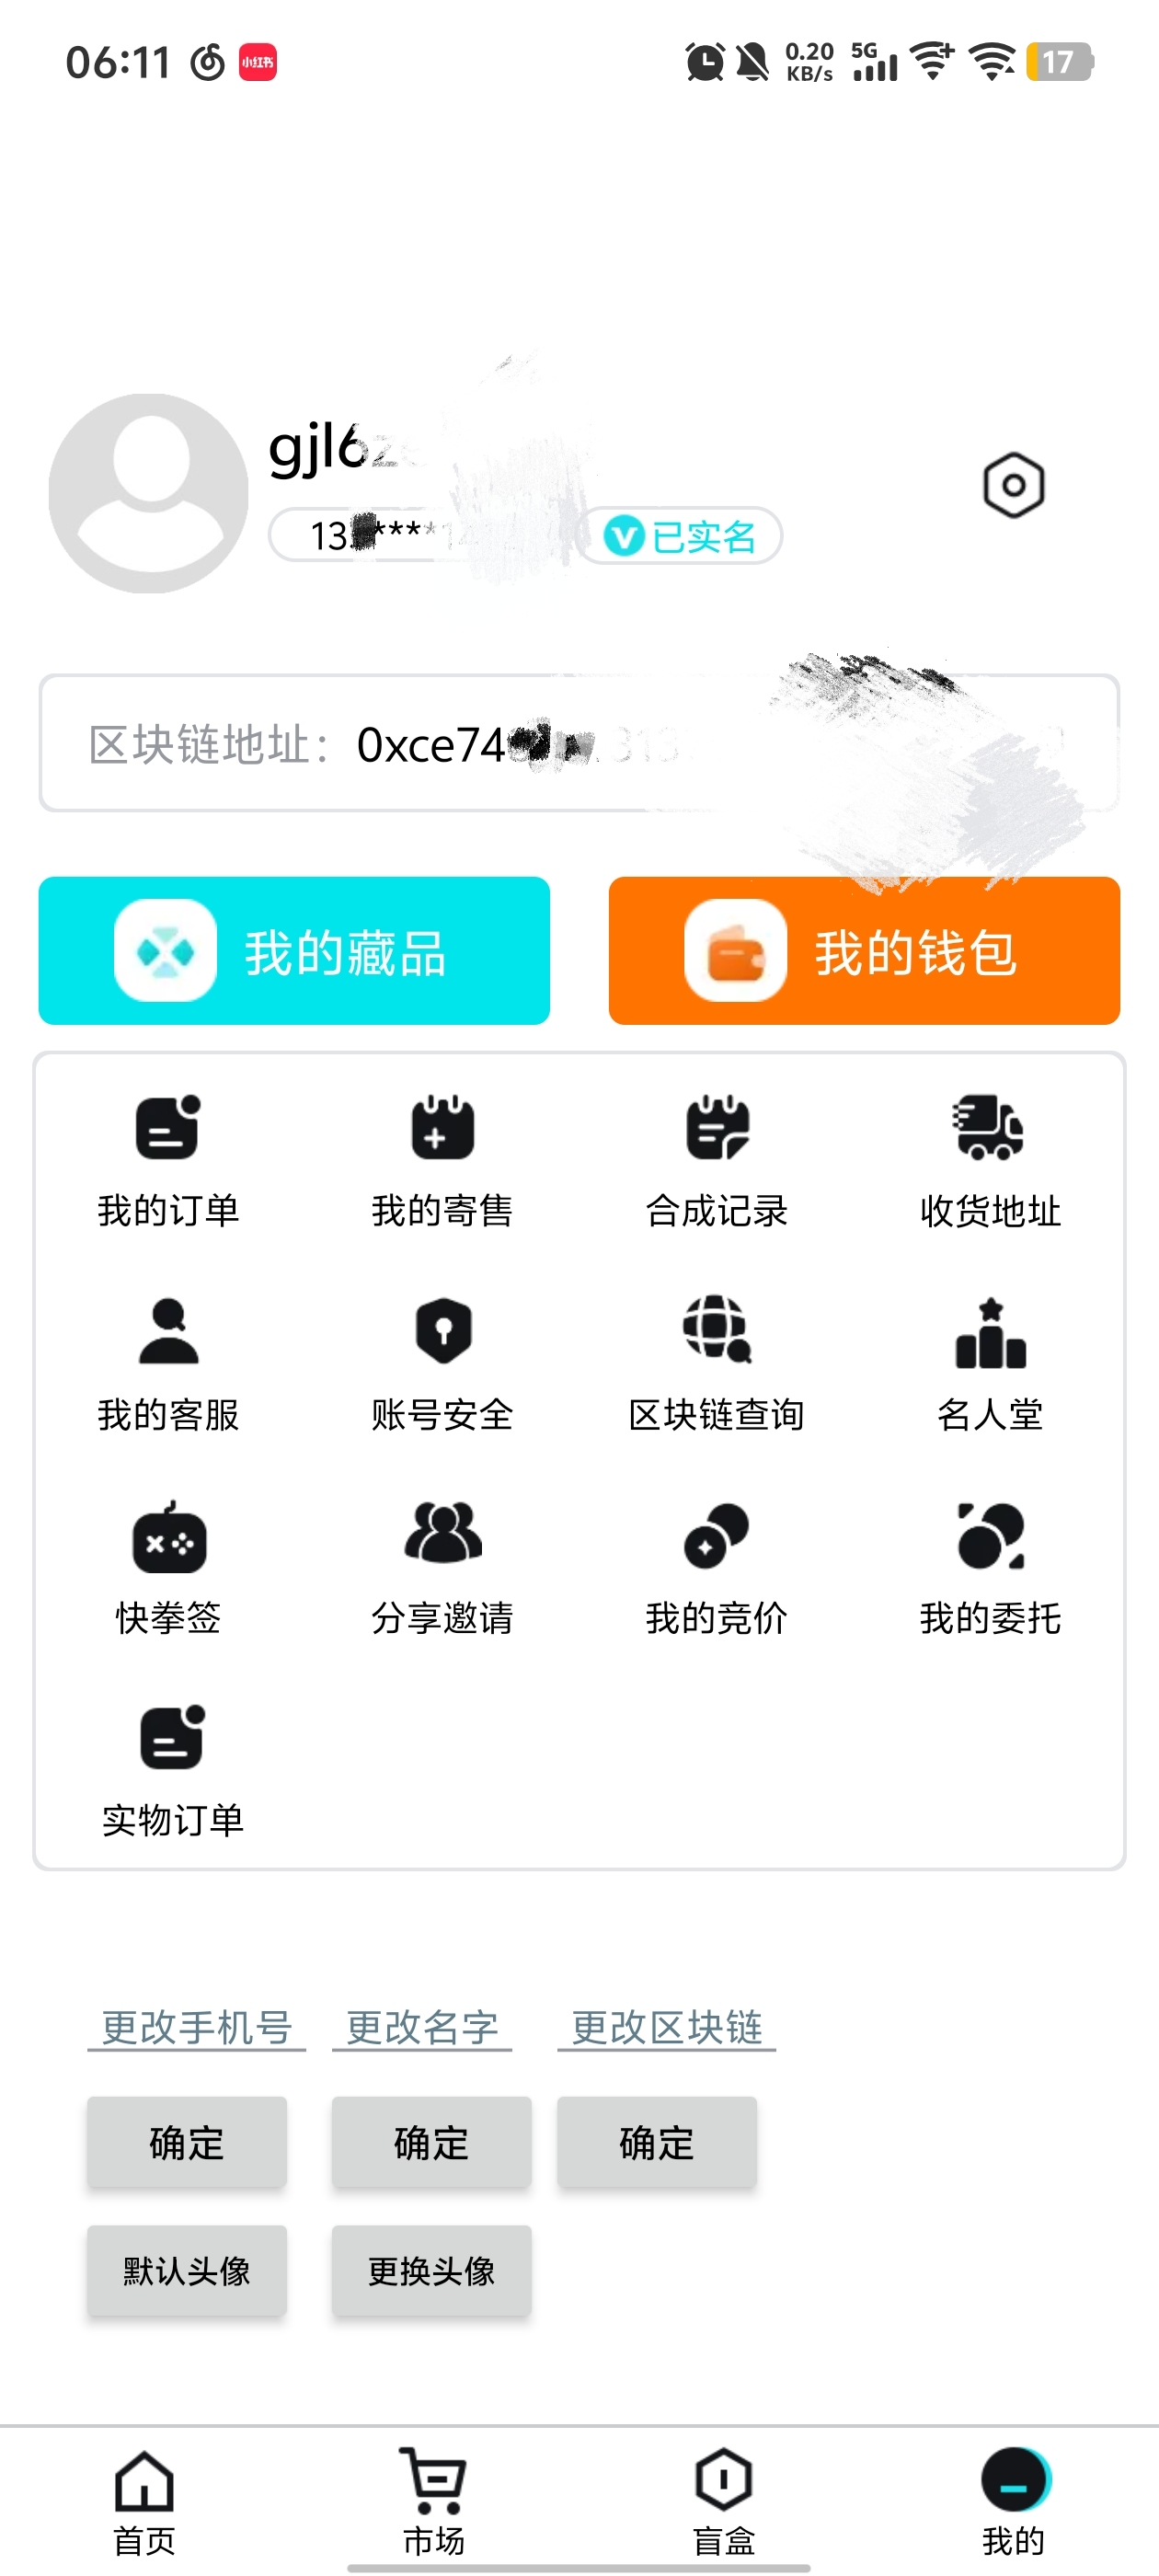 06:11 小红书 0.20 KB/s 5G 17
gjl6
13 **** 已实名
区块链地址：0xce74
我的藏品 我的钱包
我的订单 我的寄售 合成记录 收货地址
我的客服 账号安全 区块链查询 名人堂
快拳签 分享邀请 我的竞价 我的委托
实物订单
更改手机号 更改名字 更改区块链
确定 确定 确定
默认头像 更换头像
首页 市场 盲盒 我的